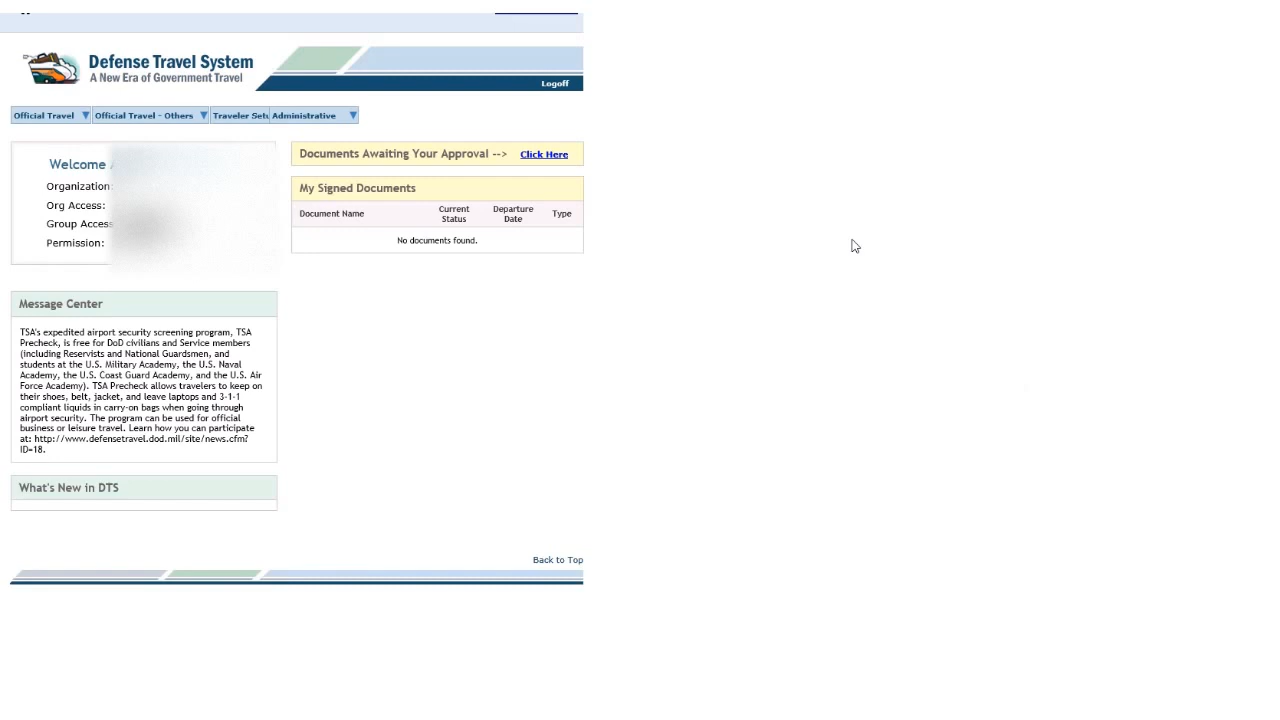 Defense Travel System
A New Era of Government Travel
Logoff
Official Travel
Official Travel - Others
Traveler
Administrative
Welcome
Organization:
Org Access:
Group Access
Permission:
Documents Awaiting Your Approval --> Click Here
My Signed Documents
Document Name
Current
Status
Departure
Date
Type
No documents found.
Message Center
TSA's expedited airport security screening program, TSA
Precheck, is free for DoD civilians and Service members
(including Reservists and National Guardsmen, and
students at the U.S. Military Academy, the U.S. Naval
Academy, the U.S. Coast Guard Academy, and the U.S. Air
Force Academy). TSA Precheck allows travelers to keep on
their shoes, belt, jacket, and leave laptops and 3-1-1
compliant liquids in carry-on bags when going through
airport security. The program can be used for official
business or leisure travel. Learn how you can participate
at: http://www.defensetravel.dod.mil/site/news.cfm?
ID=18.
What's New in DTS
Back to Top